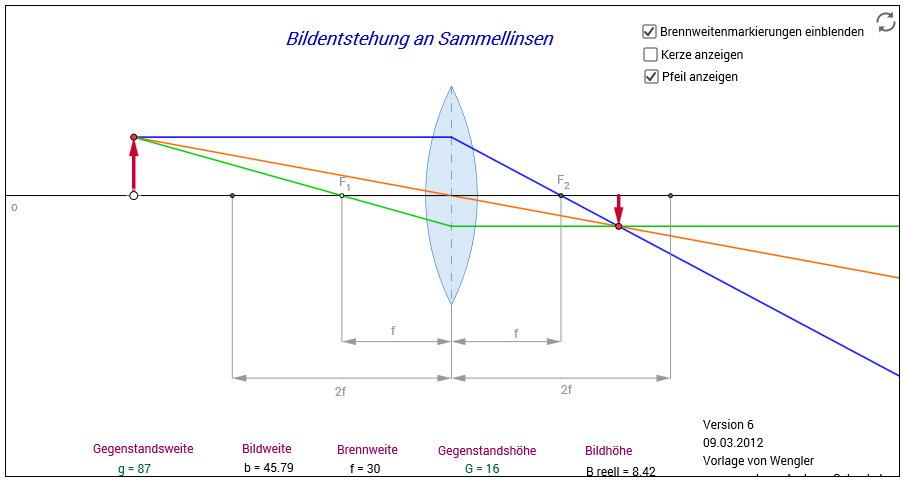 Bildentstehung an Sammellinsen
Brennweitenmarkierungen einblenden
Kerze anzeigen
Pfeil anzeigen
F1
F2
o
f
f
2f
2f
Gegenstandsweite
g = 87
Bildweite
b = 45.79
Brennweite
f = 30
Gegenstandshöhe
G = 16
Bildhöhe
B reell = 8.42
Version 6
09.03.2012
Vorlage von Wengler